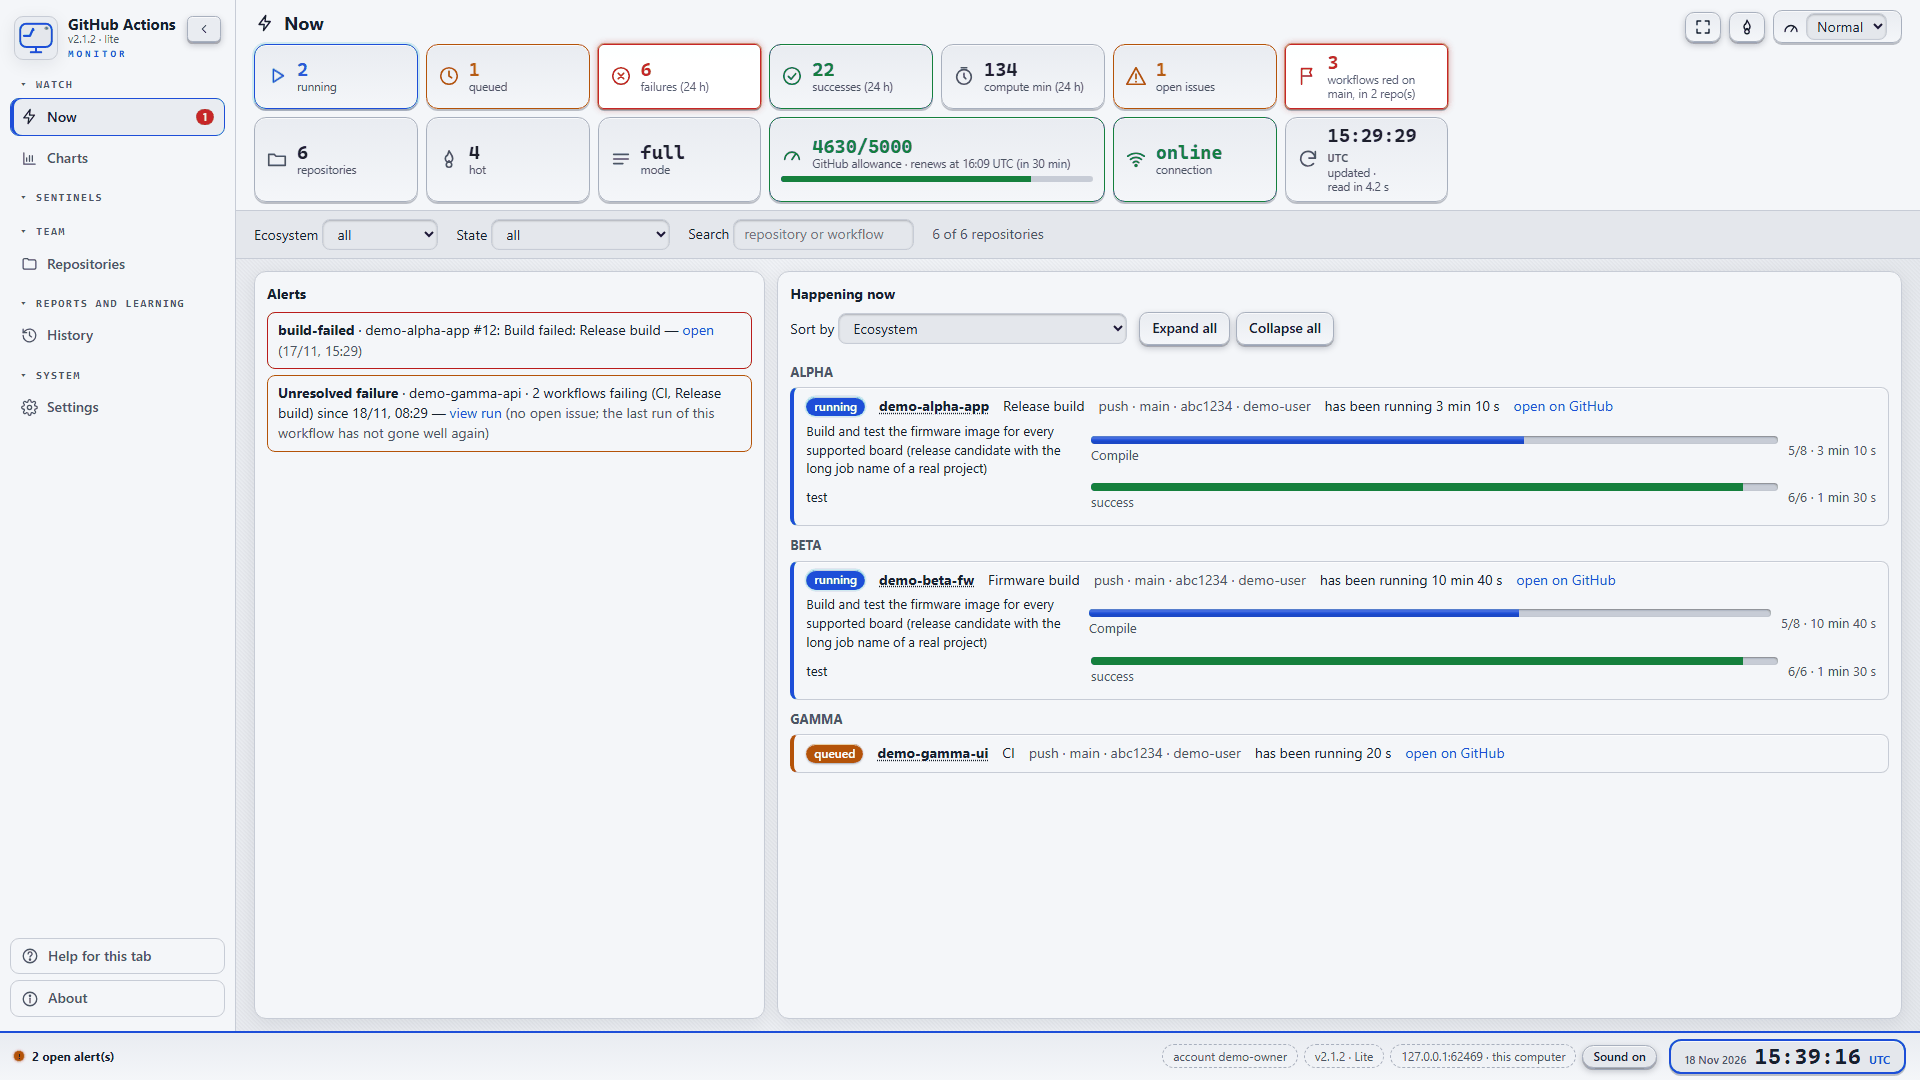 GitHub Actions
v2.1.2 · lite
MONITOR
WATCH
Now
1
Charts
SENTINELS
TEAM
Repositories
REPORTS AND LEARNING
History
SYSTEM
Settings
Help for this tab
About
Now
Normal
2
running
1
queued
6
failures (24 h)
22
successes (24 h)
134
compute min (24 h)
1
open issues
3
workflows red on
main, in 2 repo(s)
6
repositories
4
hot
full
mode
4630/5000
GitHub allowance · renews at 16:09 UTC (in 30 min)
online
connection
15:29:29
UTC
updated ·
read in 4.2 s
Ecosystem all
State all
Search repository or workflow
6 of 6 repositories
Alerts
build-failed · demo-alpha-app #12: Build failed: Release build — open
(17/11, 15:29)
Unresolved failure · demo-gamma-api · 2 workflows failing (CI, Release
build) since 18/11, 08:29 — view run (no open issue; the last run of this
workflow has not gone well again)
Happening now
Sort by Ecosystem Expand all Collapse all
ALPHA
running demo-alpha-app Release build push · main · abc1234 · demo-user has been running 3 min 10 s open on GitHub
Build and test the firmware image for every
supported board (release candidate with the
long job name of a real project)
Compile
5/8 · 3 min 10 s
test
success
6/6 · 1 min 30 s
BETA
running demo-beta-fw Firmware build push · main · abc1234 · demo-user has been running 10 min 40 s open on GitHub
Build and test the firmware image for every
supported board (release candidate with the
long job name of a real project)
Compile
5/8 · 10 min 40 s
test
success
6/6 · 1 min 30 s
GAMMA
queued demo-gamma-ui CI push · main · abc1234 · demo-user has been running 20 s open on GitHub
2 open alert(s)
account demo-owner
v2.1.2 · Lite
127.0.0.1:62469 · this computer
Sound on
18 Nov 2026 15:39:16 UTC